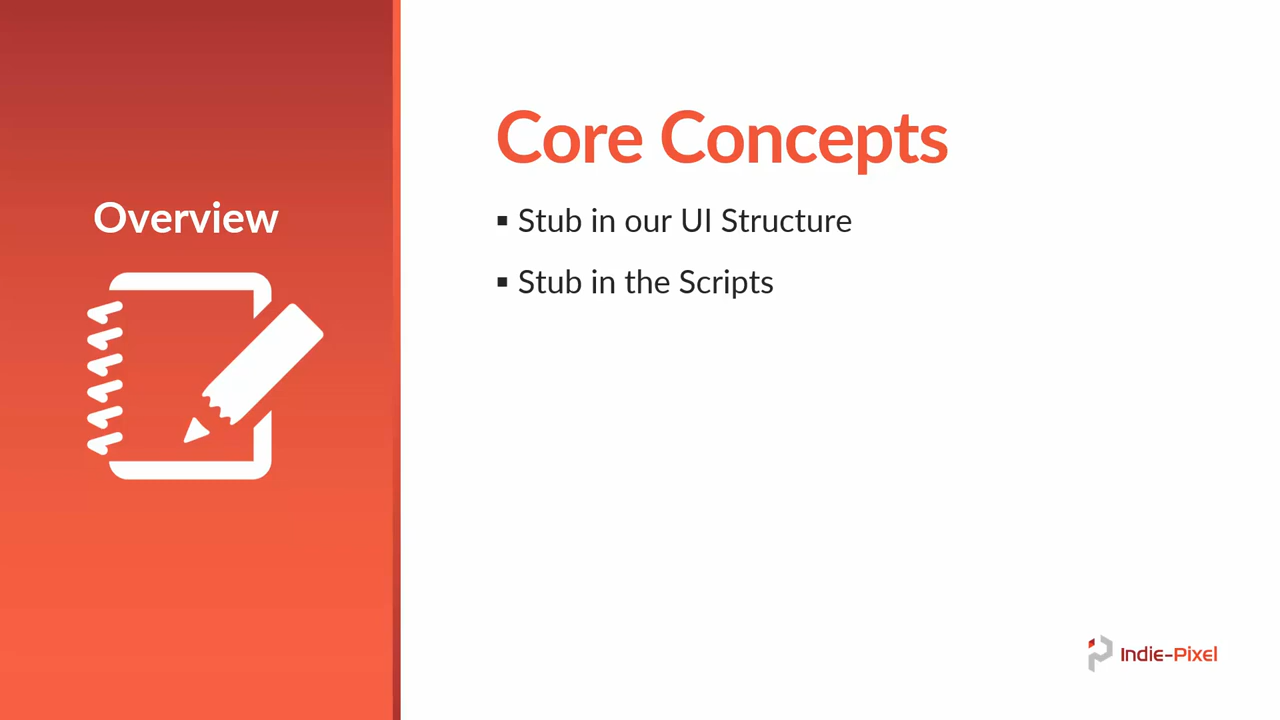 Overview
Core Concepts
▪ Stub in our UI Structure
▪ Stub in the Scripts
Indie-Pixel